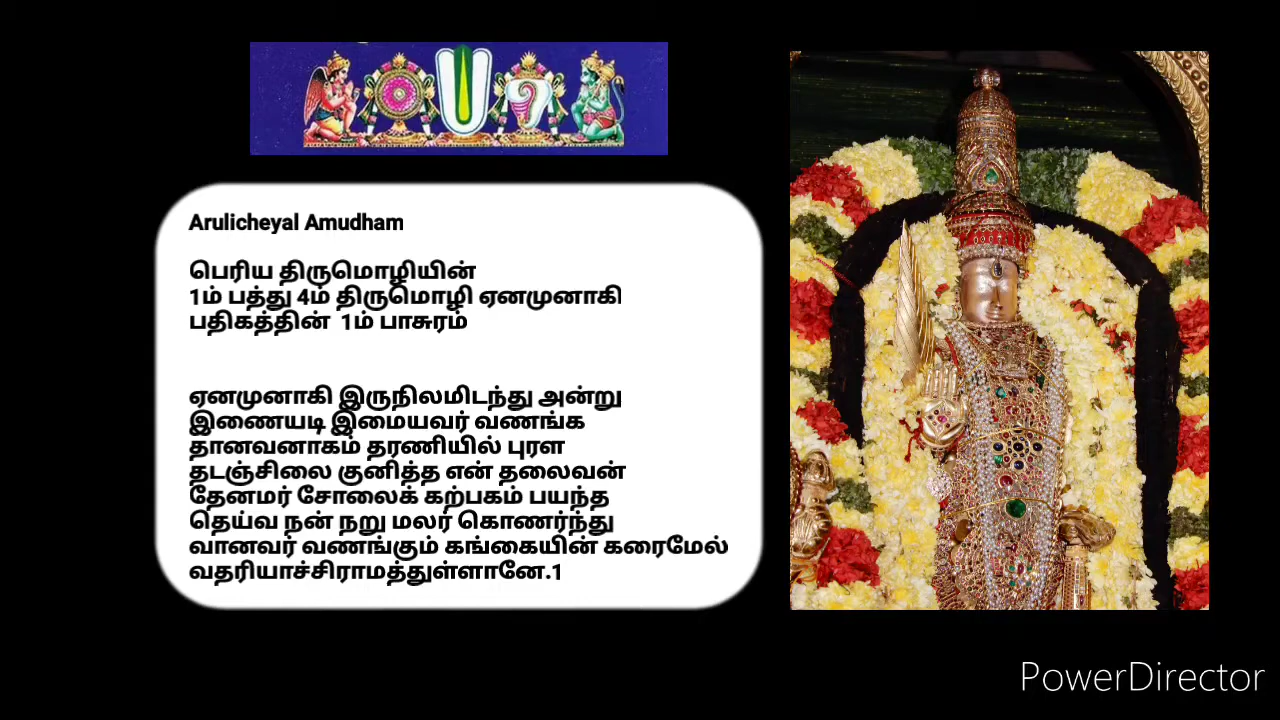 Arulicheyal Amudham
பெரிய திருமொழியின்
1ம் பத்து 4ம் திருமொழி ஏனமுனாகி
பதிகத்தின் 1ம் பாசுரம்
ஏனமுனாகி இருநிலமிடந்து அன்று
இணையடி இமையவர் வணங்க
தானவனாகம் தரணியில் புரள
தடஞ்சிலை குனித்த என் தலைவன்
தேனமர் சோலைக் கற்பகம் பயந்த
தெய்வ நன் நறு மலர் கொணர்ந்து
வானவர் வணங்கும் கங்கையின் கரைமேல்
வதரியாச்சிராமத்துள்ளானே.1
PowerDirector